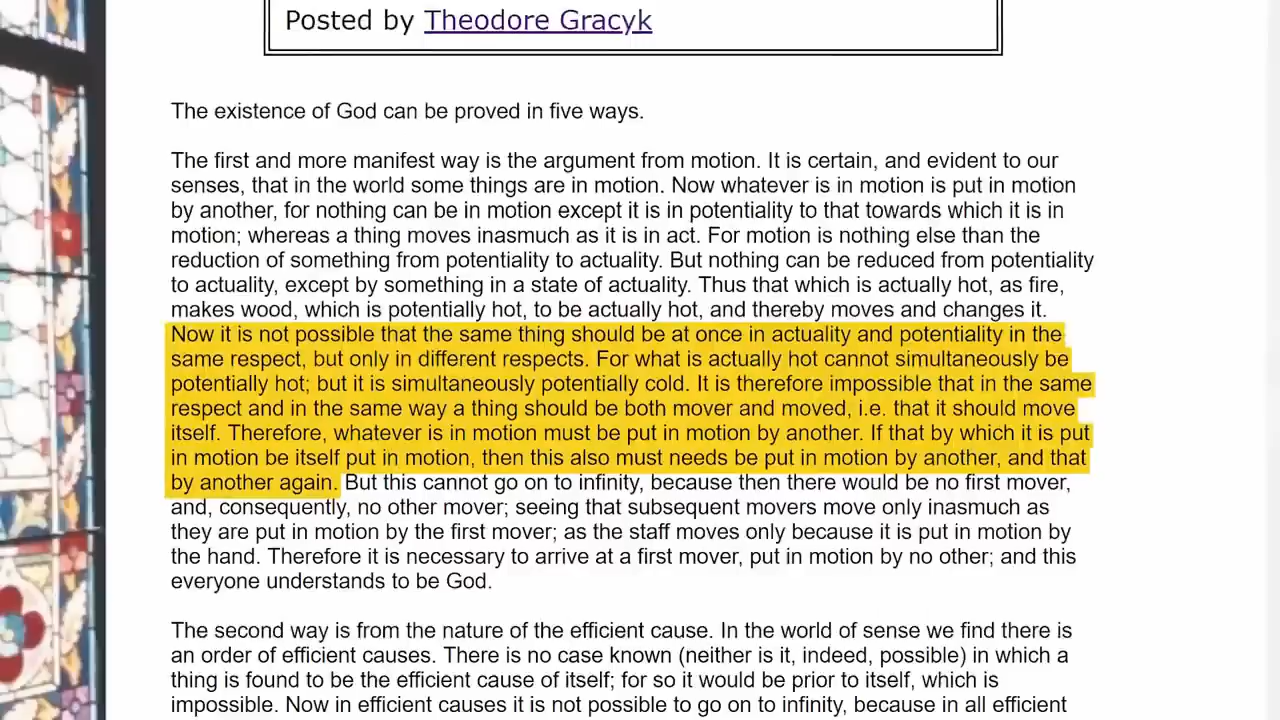 Posted by Theodore Gracyk
The existence of God can be proved in five ways.
The first and more manifest way is the argument from motion. It is certain, and evident to our
senses, that in the world some things are in motion. Now whatever is in motion is put in motion
by another, for nothing can be in motion except it is in potentiality to that towards which it is in
motion; whereas a thing moves inasmuch as it is in act. For motion is nothing else than the
reduction of something from potentiality to actuality. But nothing can be reduced from potentiality
to actuality, except by something in a state of actuality. Thus that which is actually hot, as fire,
makes wood, which is potentially hot, to be actually hot, and thereby moves and changes it.
Now it is not possible that the same thing should be at once in actuality and potentiality in the
same respect, but only in different respects. For what is actually hot cannot simultaneously be
potentially hot; but it is simultaneously potentially cold. It is therefore impossible that in the same
respect and in the same way a thing should be both mover and moved, i.e. that it should move
itself. Therefore, whatever is in motion must be put in motion by another. If that by which it is put
in motion be itself put in motion, then this also must needs be put in motion by another, and that
by another again. But this cannot go on to infinity, because then there would be no first mover,
and, consequently, no other mover; seeing that subsequent movers move only inasmuch as
they are put in motion by the first mover; as the staff moves only because it is put in motion by
the hand. Therefore it is necessary to arrive at a first mover, put in motion by no other; and this
everyone understands to be God.
The second way is from the nature of the efficient cause. In the world of sense we find there is
an order of efficient causes. There is no case known (neither is it, indeed, possible) in which a
thing is found to be the efficient cause of itself; for so it would be prior to itself, which is
impossible. Now in efficient causes it is not possible to go on to infinity, because in all efficient